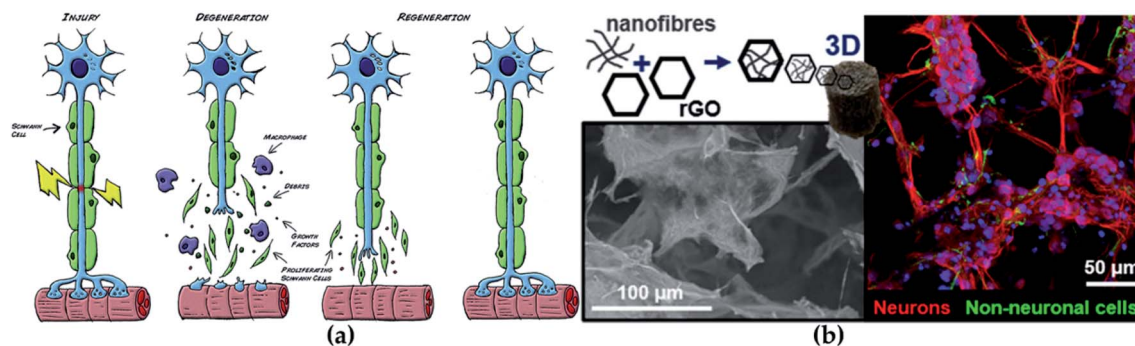 INJURY
DEGENERATION
REGENERATION
SCHWANN
CELL
MACROPHAGE
DEBRIS
GROWTH
FACTORS
PROLIFERATING
SCHWANN CELLS
(a)
nanofibres
+
rGO
3D
100 µm
50 µm
Neurons Non-neuronal cells
(b)